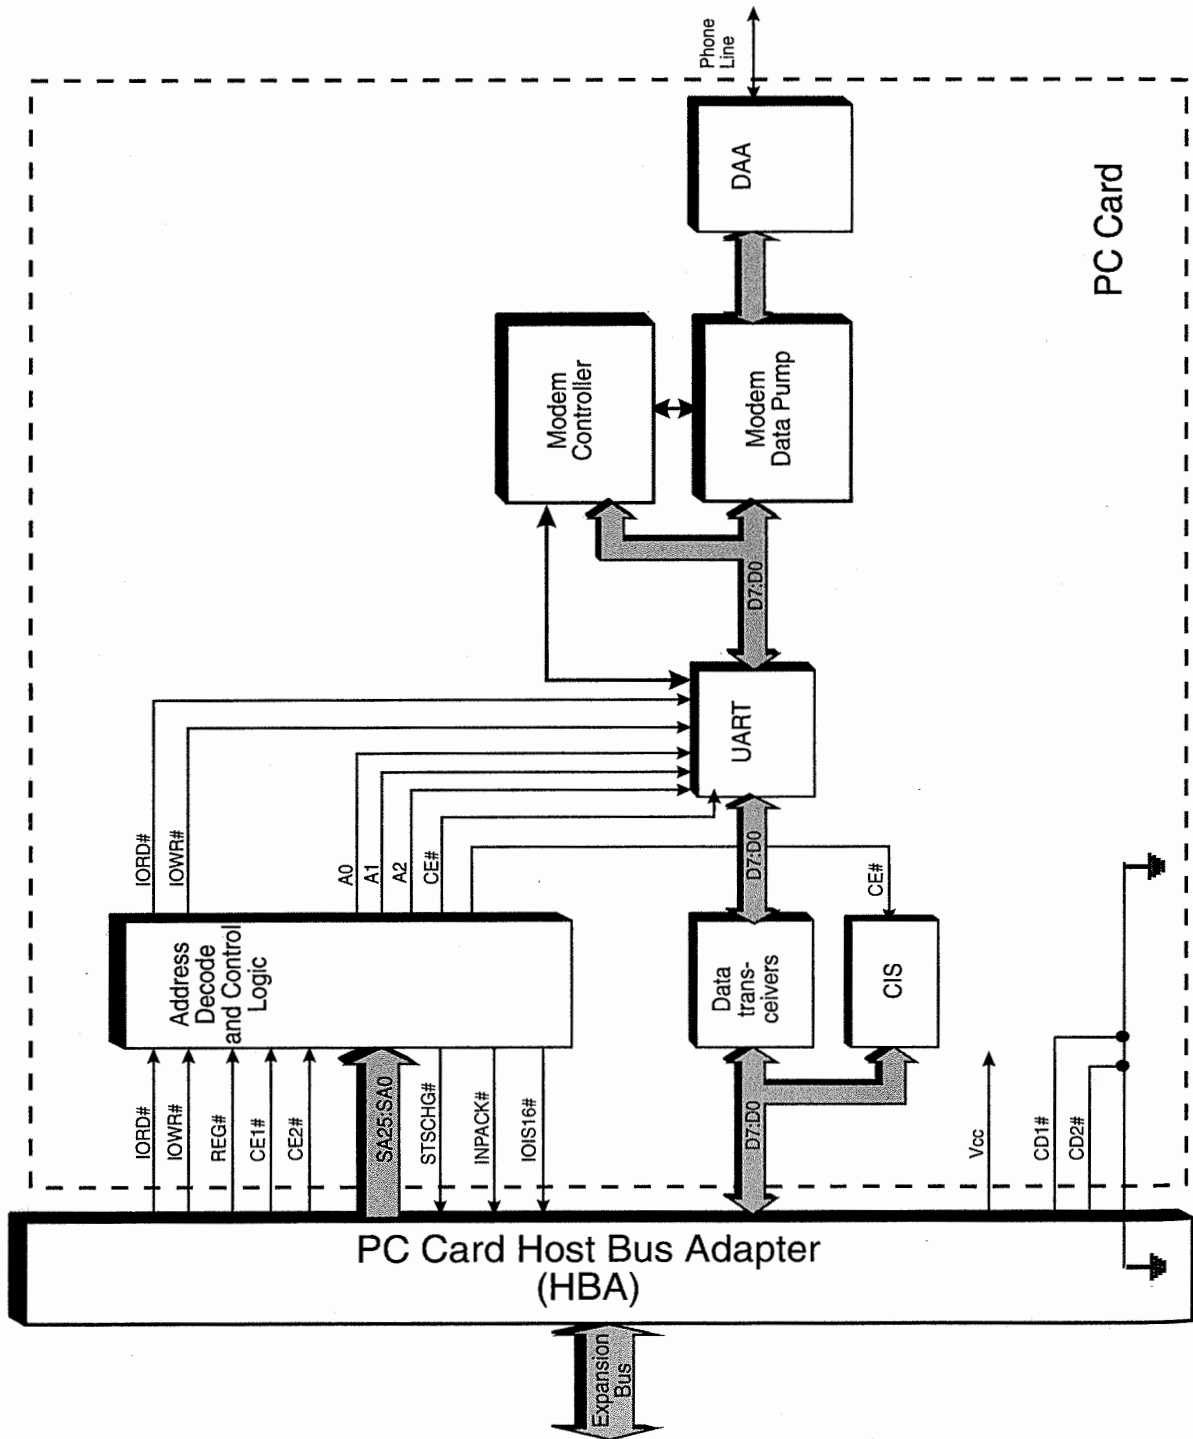 Phone
Line
DAA
PC Card
Modem
Controller
Modem
Data Pump
D7:D0
UART
IORD#
IOWR#
A0
A1
A2
CE#
D7:D0
CE#
Address
Decode
and Control
Logic
Data
trans-
ceivers
CIS
IORD#
IOWR#
REG#
CE1#
CE2#
SA25:SA0
STSCHG#
INPACK#
IOIS16#
D7:D0
Vcc
CD1#
CD2#
PC Card Host Bus Adapter
(HBA)
Expansion
Bus